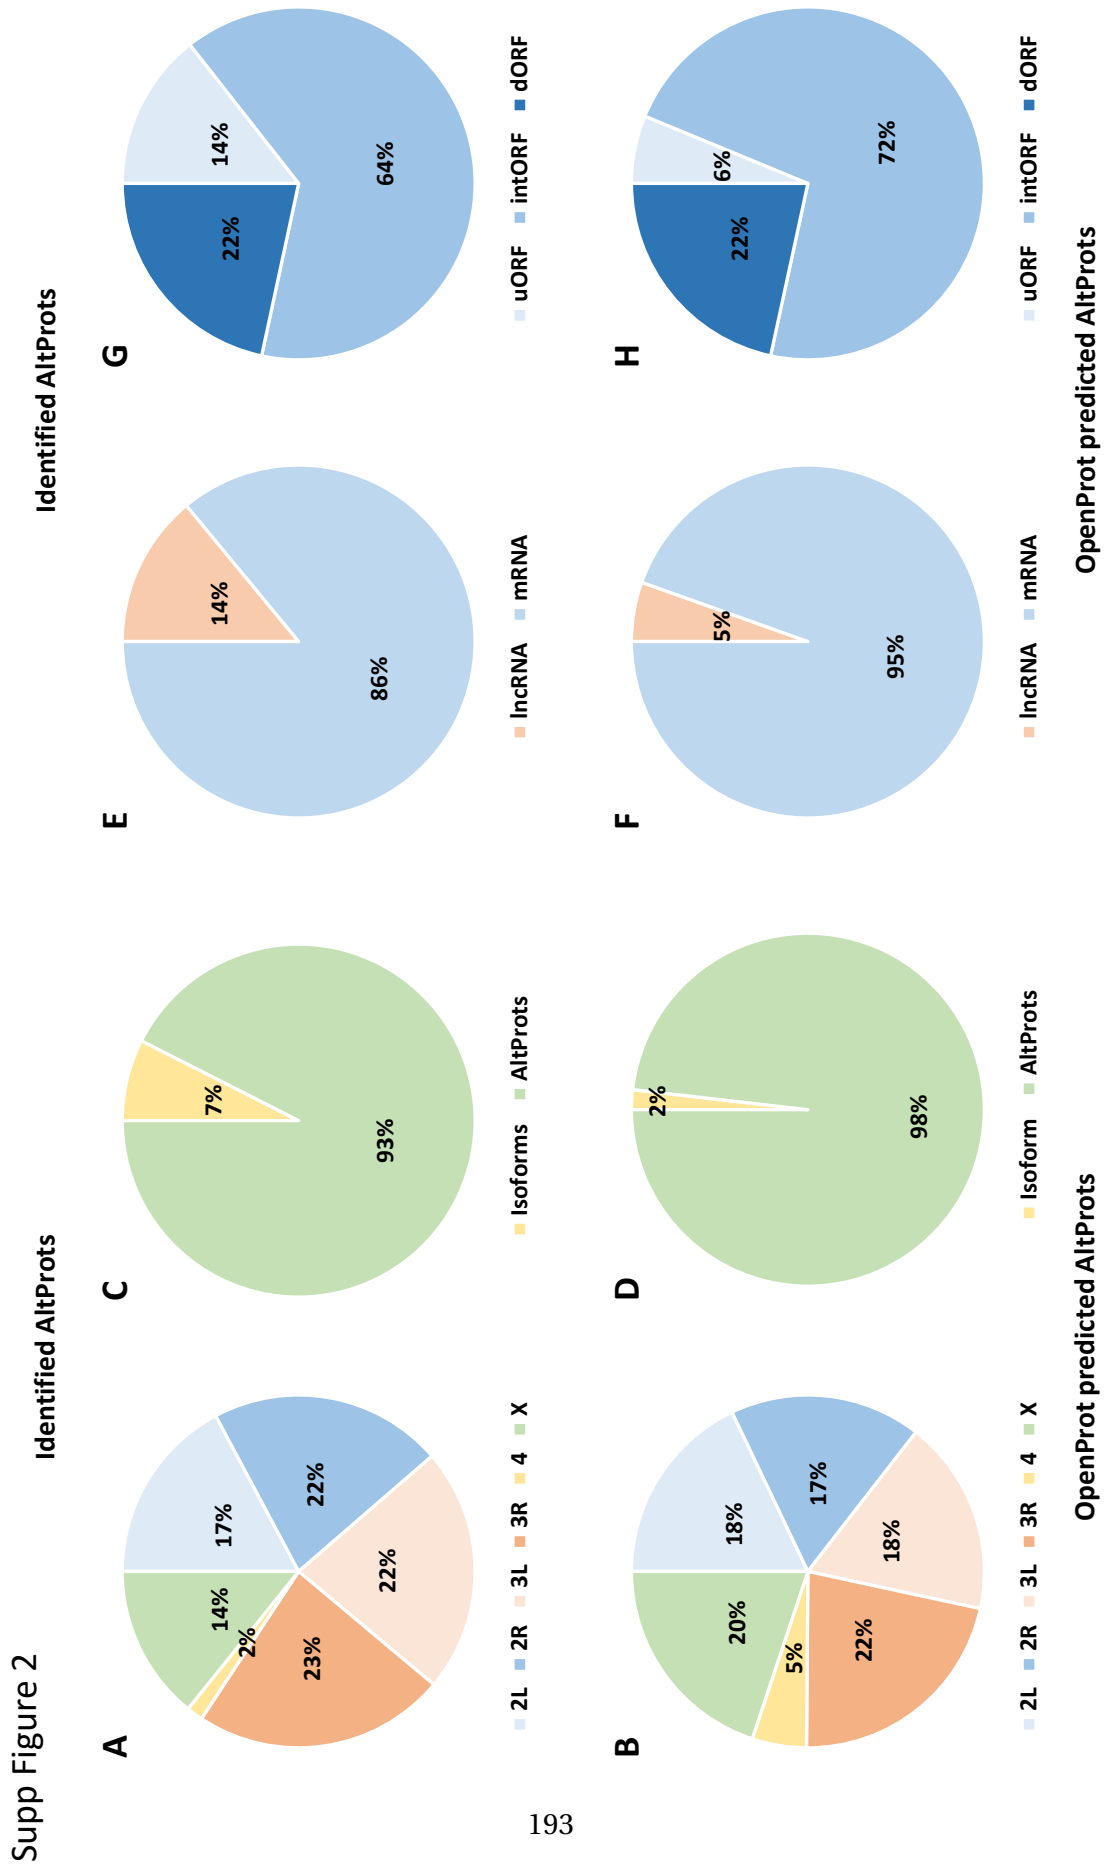 Supp Figure 2
Identified AltProts
Identified AltProts
A
17%
22%
22%
23%
2%
14%
2L 2R 3L 3R 4 X
C
7%
93%
Isoforms AltProts
E
14%
86%
lncRNA mRNA
G
14%
64%
22%
uORF intORF dORF
B
18%
17%
18%
22%
5%
20%
2L 2R 3L 3R 4 X
D
2%
98%
Isoform AltProts
F
5%
95%
lncRNA mRNA
H
6%
72%
22%
uORF intORF dORF
OpenProt predicted AltProts
OpenProt predicted AltProts
193